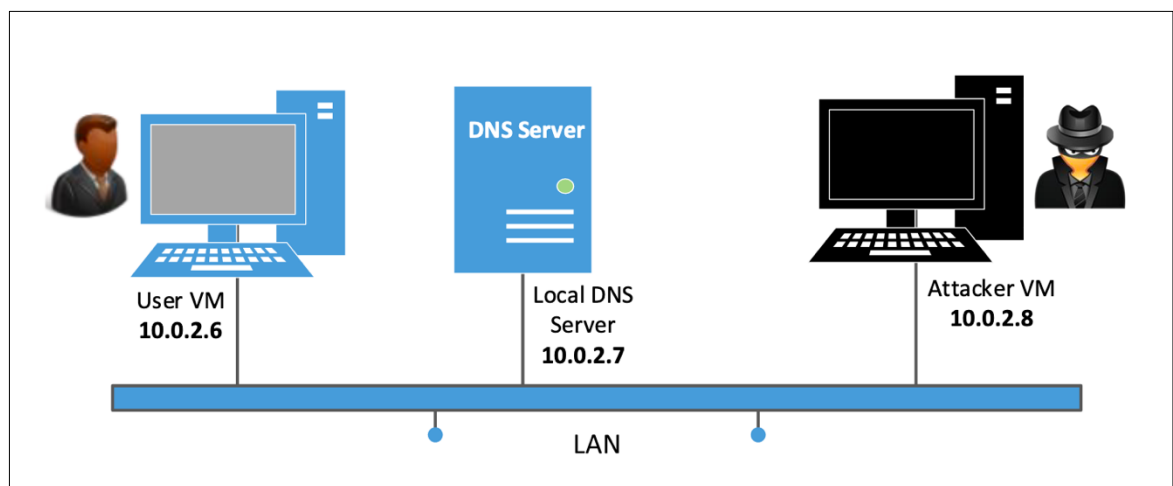 DNS Server
User VM
10.0.2.6
Local DNS
Server
10.0.2.7
Attacker VM
10.0.2.8
LAN